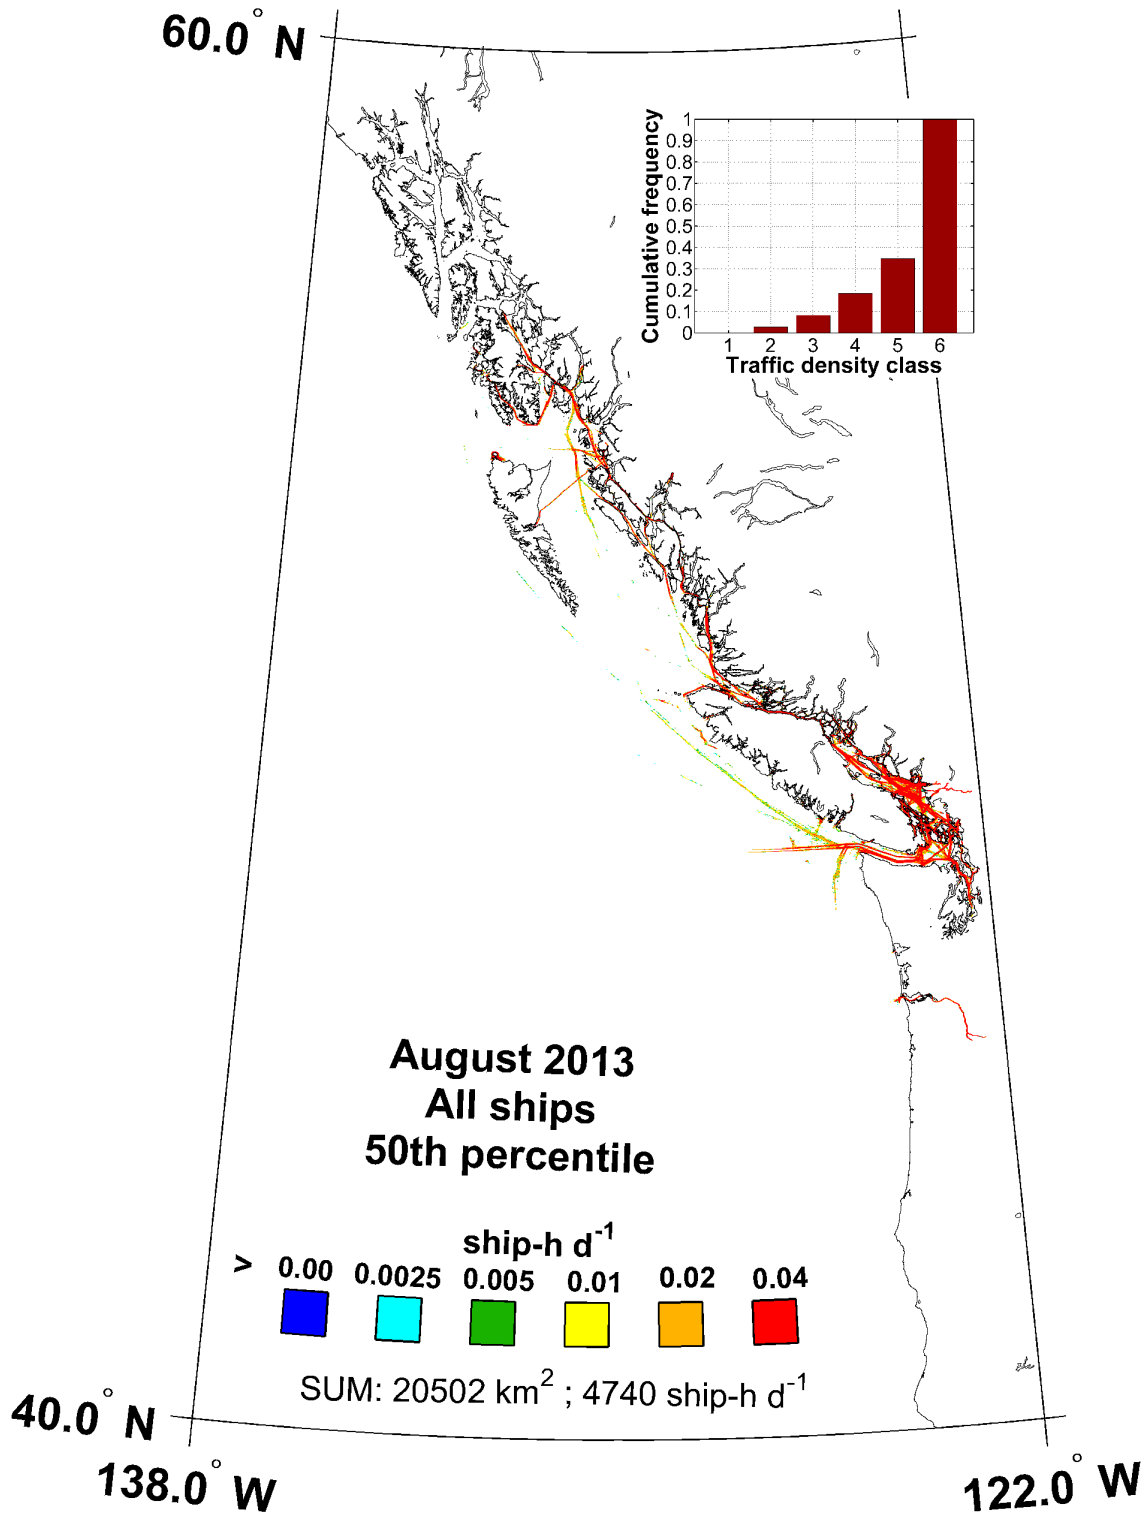 60.0° N
Cumulative frequency
1
0.9
0.8
0.7
0.6
0.5
0.4
0.3
0.2
0.1
0
1 2 3 4 5 6
Traffic density class
August 2013
All ships
50th percentile
ship-h d⁻¹
> 0.00 0.0025 0.005 0.01 0.02 0.04
SUM: 20502 km² ; 4740 ship-h d⁻¹
40.0° N
138.0° W
122.0° W